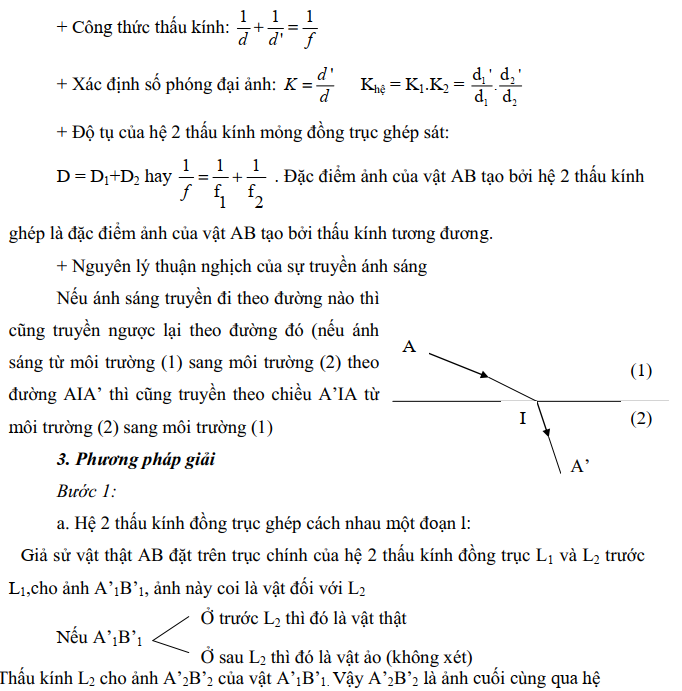 + Công thức thấu kính: 1/d + 1/d' = 1/f
+ Xác định số phóng đại ảnh: K = d'/d Khệ = K1.K2 = d1'/d1 . d2'/d2
+ Độ tụ của hệ 2 thấu kính mỏng đồng trục ghép sát:
D = D1+D2 hay 1/f = 1/f1 + 1/f2 . Đặc điểm ảnh của vật AB tạo bởi hệ 2 thấu kính
ghép là đặc điểm ảnh của vật AB tạo bởi thấu kính tương đương.
+ Nguyên lý thuận nghịch của sự truyền ánh sáng
Nếu ánh sáng truyền đi theo đường nào thì
cũng truyền ngược lại theo đường đó (nếu ánh
sáng từ môi trường (1) sang môi trường (2) theo
đường AIA’ thì cũng truyền theo chiều A’IA từ
môi trường (2) sang môi trường (1)
A
(1)
I
(2)
A’
3. Phương pháp giải
Bước 1:
a. Hệ 2 thấu kính đồng trục ghép cách nhau một đoạn l:
Giả sử vật thật AB đặt trên trục chính của hệ 2 thấu kính đồng trục L1 và L2 trước
L1,cho ảnh A’1B’1, ảnh này coi là vật đối với L2
Nếu A’1B’1
Ở trước L2 thì đó là vật thật
Ở sau L2 thì đó là vật ảo (không xét)
Thấu kính L2 cho ảnh A’2B’2 của vật A’1B’1. Vậy A’2B’2 là ảnh cuối cùng qua hệ